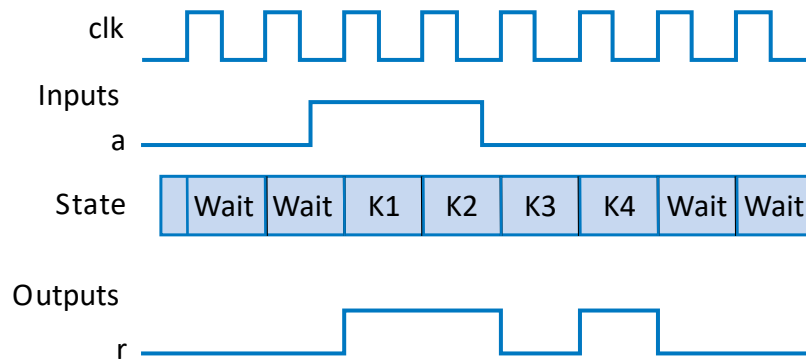 clk
Inputs
a
State Wait Wait K1 K2 K3 K4 Wait Wait
Outputs
r